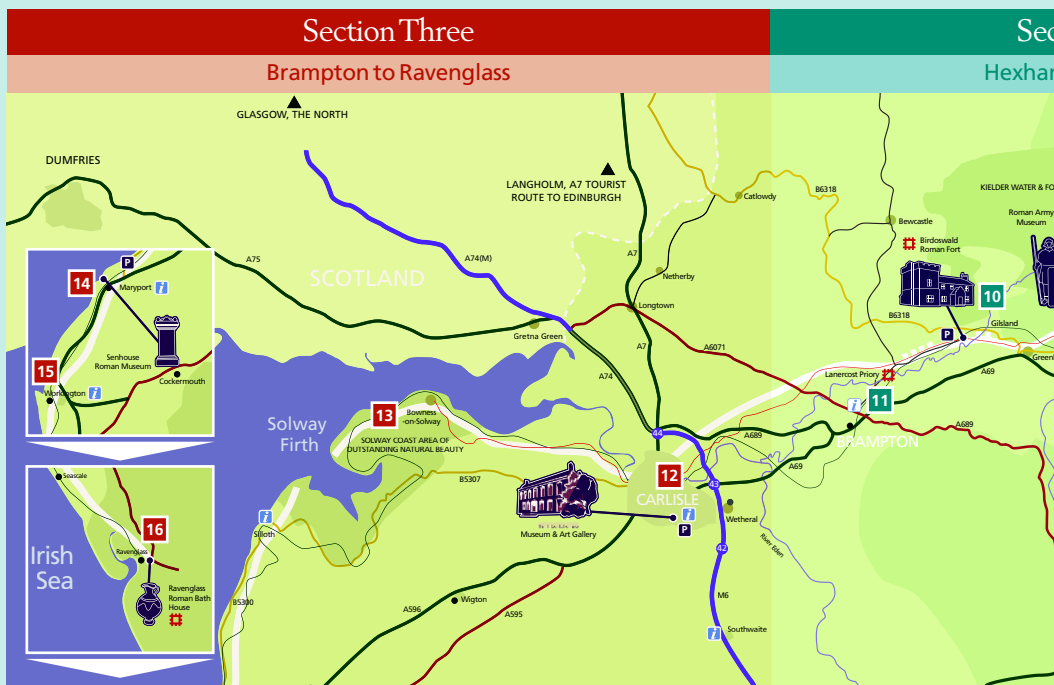 Section Three
Sec
Brampton to Ravenglass
Hexhar
GLASGOW, THE NORTH
DUMFRIES
LANGHOLM, A7 TOURIST
ROUTE TO EDINBURGH
Catlowdy
B6318
KIELDER WATER & FO
Bewcastle
Roman Army
Museum
Birdoswald
Roman Fort
A7
A75
A74(M)
SCOTLAND
Netherby
10
14
P
Maryport
i
Longtown
B6318
Gilsland
Gretna Green
P
A7
A6071
Senhouse
Roman Museum
Green
15
Cockermouth
A74
Lanercost Priory
A69
Workington
i
i
11
13
Bowness
-on-Solway
Solway
Firth
SOLWAY COAST AREA OF
OUTSTANDING NATURAL BEAUTY
44
A689
BRAMPTON
A689
A69
B5307
12
43
Seascale
CARLISLE
i
i
Wetheral
P
16
Silloth
Museum & Art Gallery
River Eden
Irish
Sea
Ravenglass
42
Ravenglass
Roman Bath
House
B5300
A596
Wigton
A595
M6
i
Southwaite